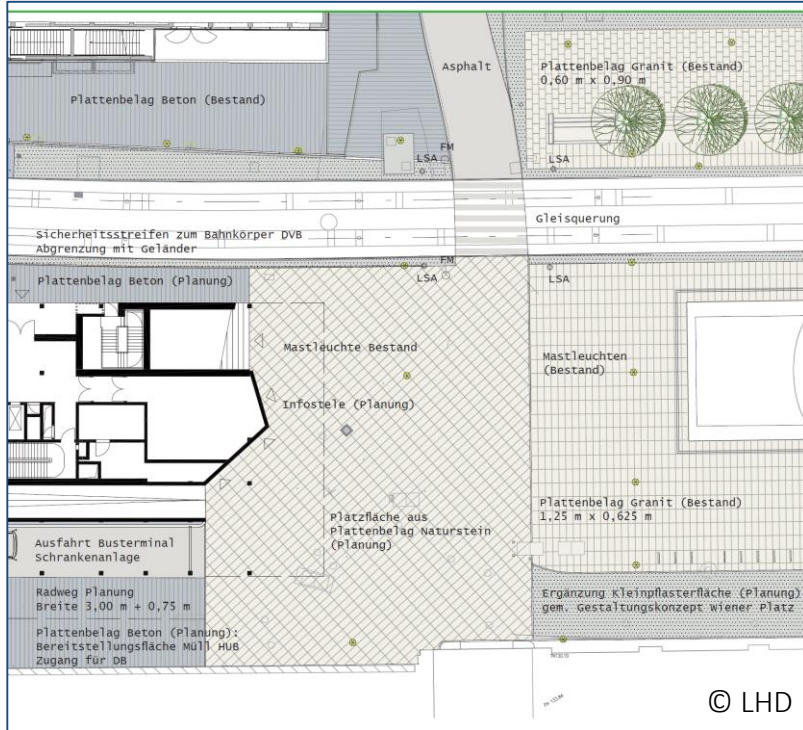 Asphalt
Plattenbelag Granit (Bestand)
0,60 m x 0,90 m
Plattenbelag Beton (Bestand)
FM
LSA
LSA
Gleisquerung
Sicherheitsstreifen zum Bahnkörper DVB
Abgrenzung mit Geländer
FM
LSA
LSA
Plattenbelag Beton (Planung)
Mastleuchte Bestand
Mastleuchten
(Bestand)
Infostele (Planung)
Plattenbelag Granit (Bestand)
1,25 m x 0,625 m
Platzfläche aus
Plattenbelag Naturstein
(Planung)
Ausfahrt Busterminal
Schrankenanlage
Radweg Planung
Breite 3,00 m + 0,75 m
Ergänzung Kleinpflasterfläche (Planung)
gem. Gestaltungskonzept Wiener Platz
Plattenbelag Beton (Planung):
Bereitstellungsfläche Müll HUB
Zugang für DB
© LHD